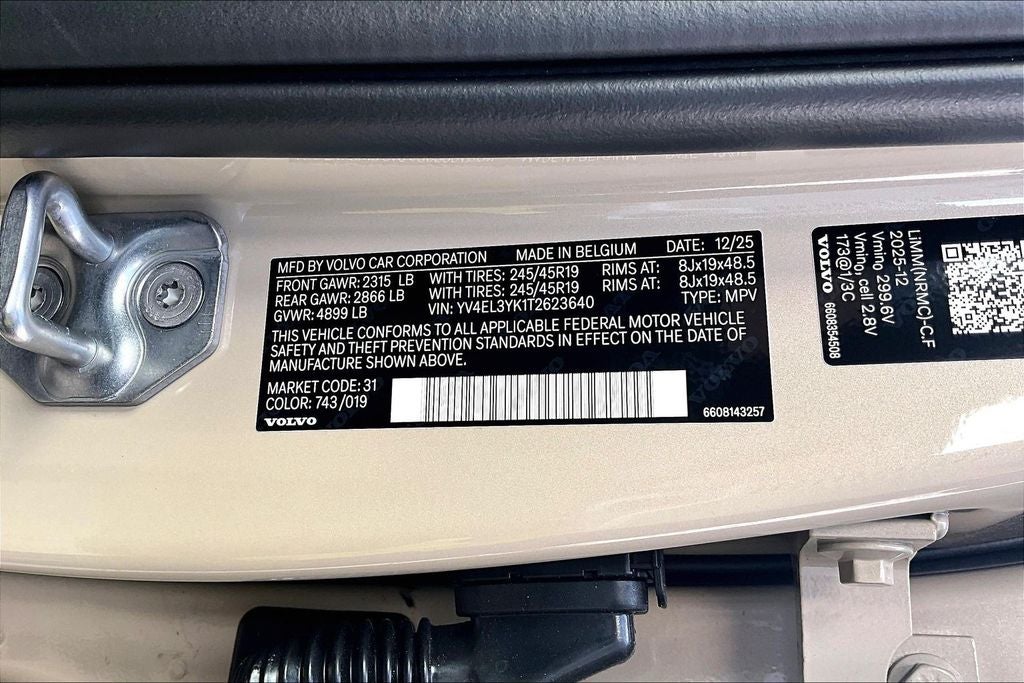 MFD BY VOLVO CAR CORPORATION MADE IN BELGIUM DATE: 12/25
FRONT GAWR: 2315 LB WITH TIRES: 245/45R19 RIMS AT: 8Jx19x48.5
REAR GAWR: 2866 LB WITH TIRES: 245/45R19 RIMS AT: 8Jx19x48.5
GVWR: 4899 LB VIN: YV4EL3YK1T2623640 TYPE: MPV
THIS VEHICLE CONFORMS TO ALL APPLICABLE FEDERAL MOTOR VEHICLE
SAFETY AND THEFT PREVENTION STANDARDS IN EFFECT ON THE DATE OF
MANUFACTURE SHOWN ABOVE.
MARKET CODE: 31
COLOR: 743/019
VOLVO
6608143257
LiMM(NRMC)-C.F
2025-12
Vming 299.6V
Vming, cell 2.8V
173E/1/3C
VOLVO 6608354508